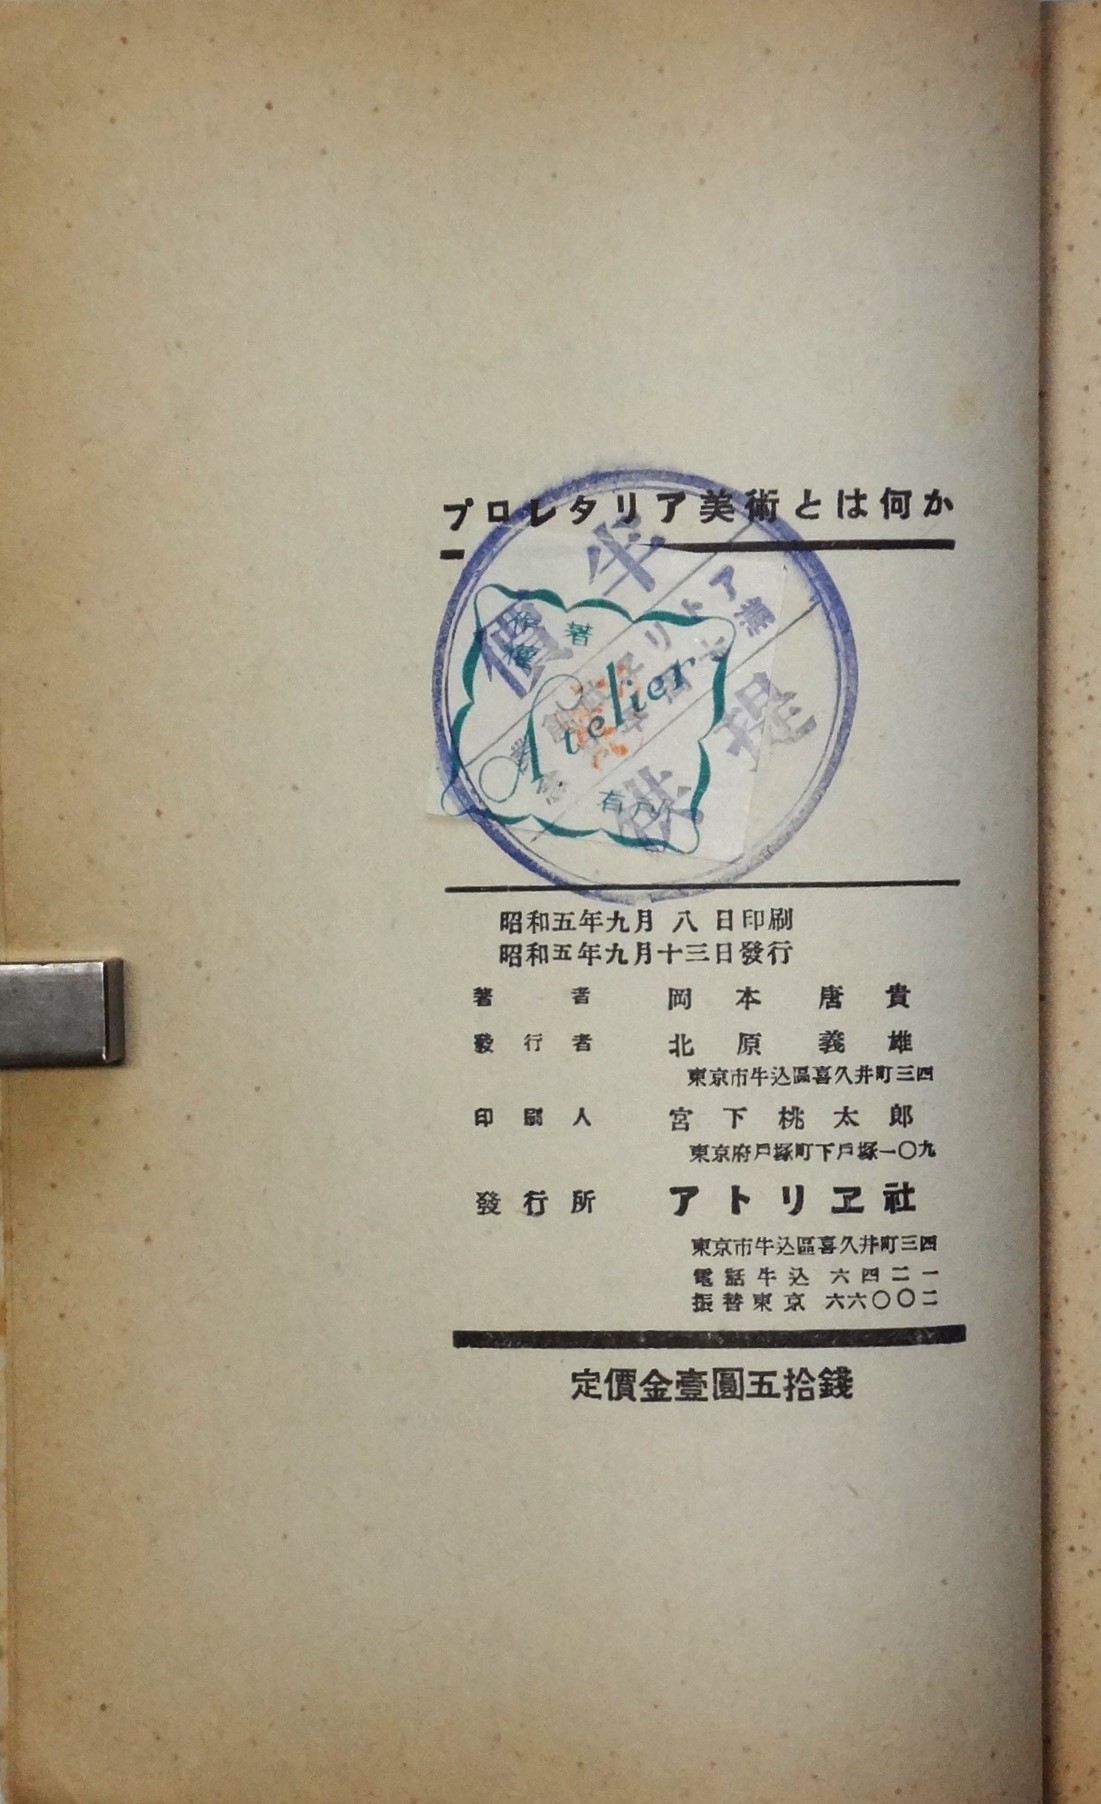 プロレタリア美術とは何か
半價
提供
著
Atelier
昭和五年九月八日印刷
昭和五年九月十三日發行
著者 岡本唐貴
發行者 北原義雄
東京市牛込區喜久井町三四
印刷人 宮下桃太郎
東京府戸塚町下戸塚一〇九
發行所 アトリヱ社
東京市牛込區喜久井町三四
電話牛込 六四二一
振替東京 六六〇〇二
定價金壹圓五拾錢